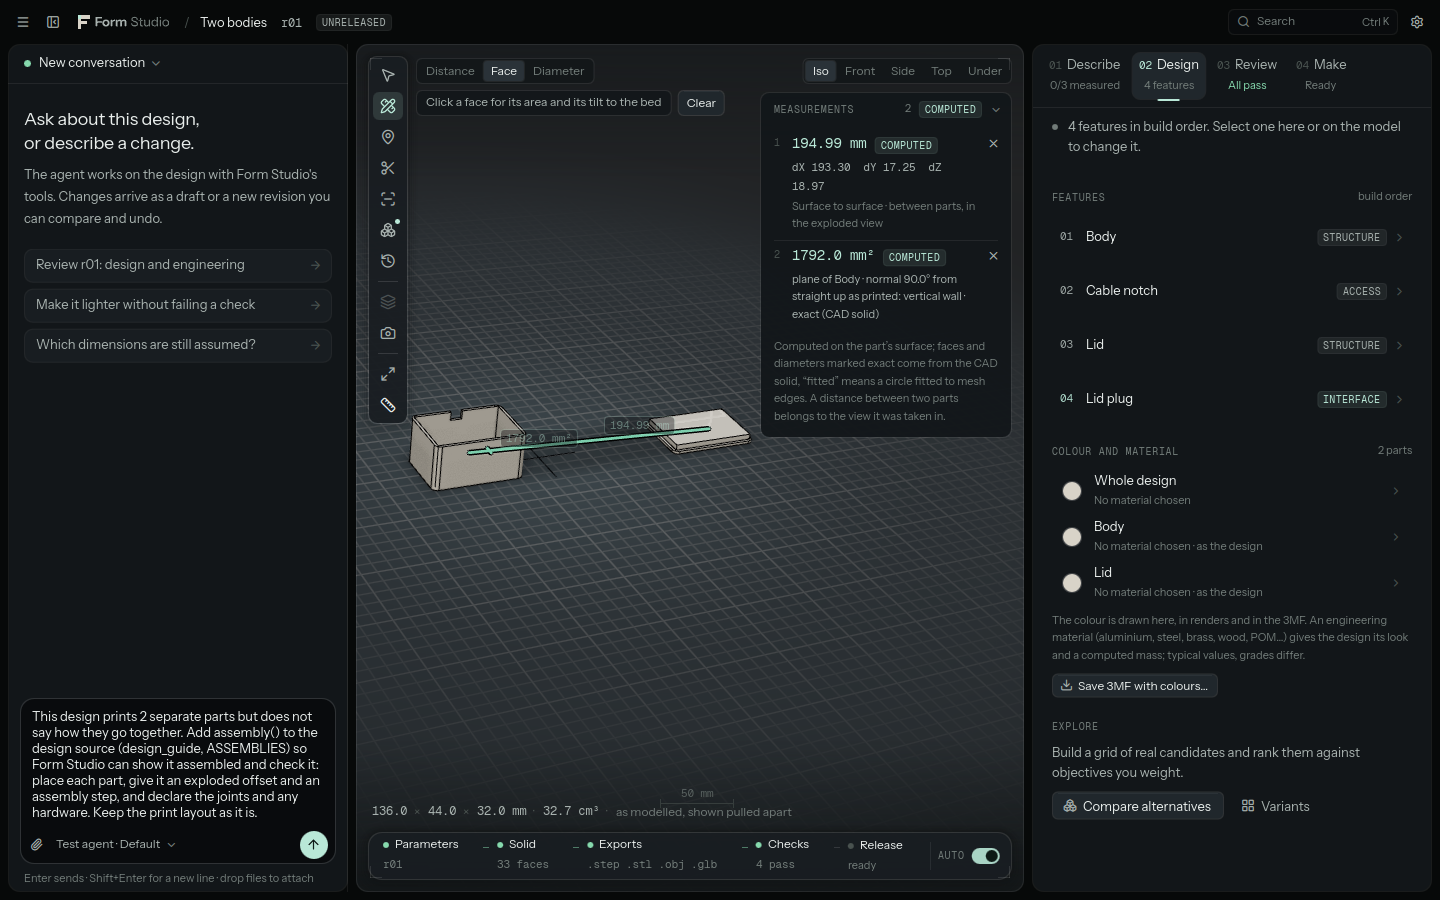 Form Studio / Two bodies r01 UNRELEASED
Search Ctrl K
New conversation
Ask about this design,
or describe a change.
The agent works on the design with Form Studio's
tools. Changes arrive as a draft or a new revision you
can compare and undo.
Review r01: design and engineering
Make it lighter without failing a check
Which dimensions are still assumed?
This design prints 2 separate parts but does not
say how they go together. Add assembly() to the
design source (design_guide, ASSEMBLIES) so
Form Studio can show it assembled and check it:
place each part, give it an exploded offset and an
assembly step, and declare the joints and any
hardware. Keep the print layout as it is.
Test agent · Default
Enter sends · Shift+Enter for a new line · drop files to attach
Distance Face Diameter
Click a face for its area and its tilt to the bed Clear
Iso Front Side Top Under
MEASUREMENTS 2 COMPUTED
1 194.99 mm COMPUTED
dX 193.30 dY 17.25 dZ
18.97
Surface to surface · between parts, in
the exploded view
2 1792.0 mm² COMPUTED
plane of Body · normal 90.0° from
straight up as printed: vertical wall ·
exact (CAD solid)
Computed on the part's surface; faces and
diameters marked exact come from the CAD
solid, “fitted” means a circle fitted to mesh
edges. A distance between two parts
belongs to the view it was taken in.
194.99 mm
1792.0 mm²
50 mm
136.0 × 44.0 × 32.0 mm · 32.7 cm³ · as modelled, shown pulled apart
Parameters Solid Exports Checks Release
r01 33 faces .step .stl .obj .glb 4 pass ready
AUTO
01 Describe 02 Design 03 Review 04 Make
0/3 measured 4 features All pass Ready
4 features in build order. Select one here or on the model
to change it.
FEATURES build order
01 Body STRUCTURE
02 Cable notch ACCESS
03 Lid STRUCTURE
04 Lid plug INTERFACE
COLOUR AND MATERIAL 2 parts
Whole design
No material chosen
Body
No material chosen · as the design
Lid
No material chosen · as the design
The colour is drawn here, in renders and in the 3MF. An engineering
material (aluminium, steel, brass, wood, POM…) gives the design its look
and a computed mass; typical values, grades differ.
Save 3MF with colours…
EXPLORE
Build a grid of real candidates and rank them against
objectives you weight.
Compare alternatives Variants